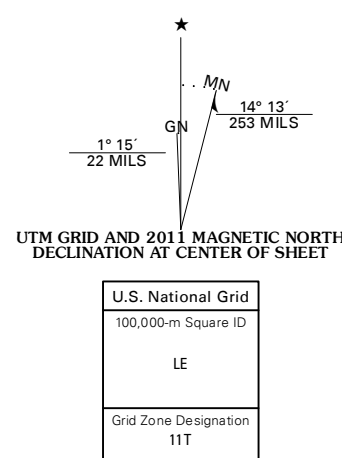 ★
MN
GN
14° 13´
253 MILS
1° 15´
22 MILS
UTM GRID AND 2011 MAGNETIC NORTH
DECLINATION AT CENTER OF SHEET
U.S. National Grid
100,000-m Square ID
LE
Grid Zone Designation
11T